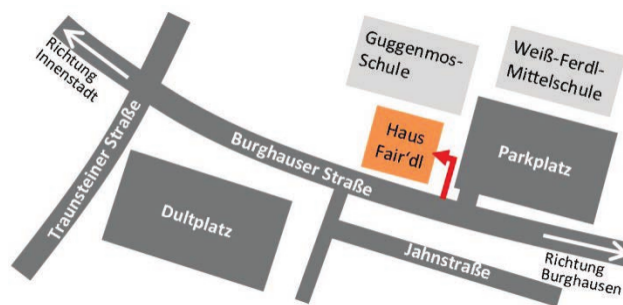 Richtung
Innenstadt
Traunsteiner Straße
Burghauser Straße
Dultplatz
Guggenmos-
Schule
Weiß-Ferdl-
Mittelschule
Haus
Fair'dl
Parkplatz
Jahnstraße
Richtung
Burghausen